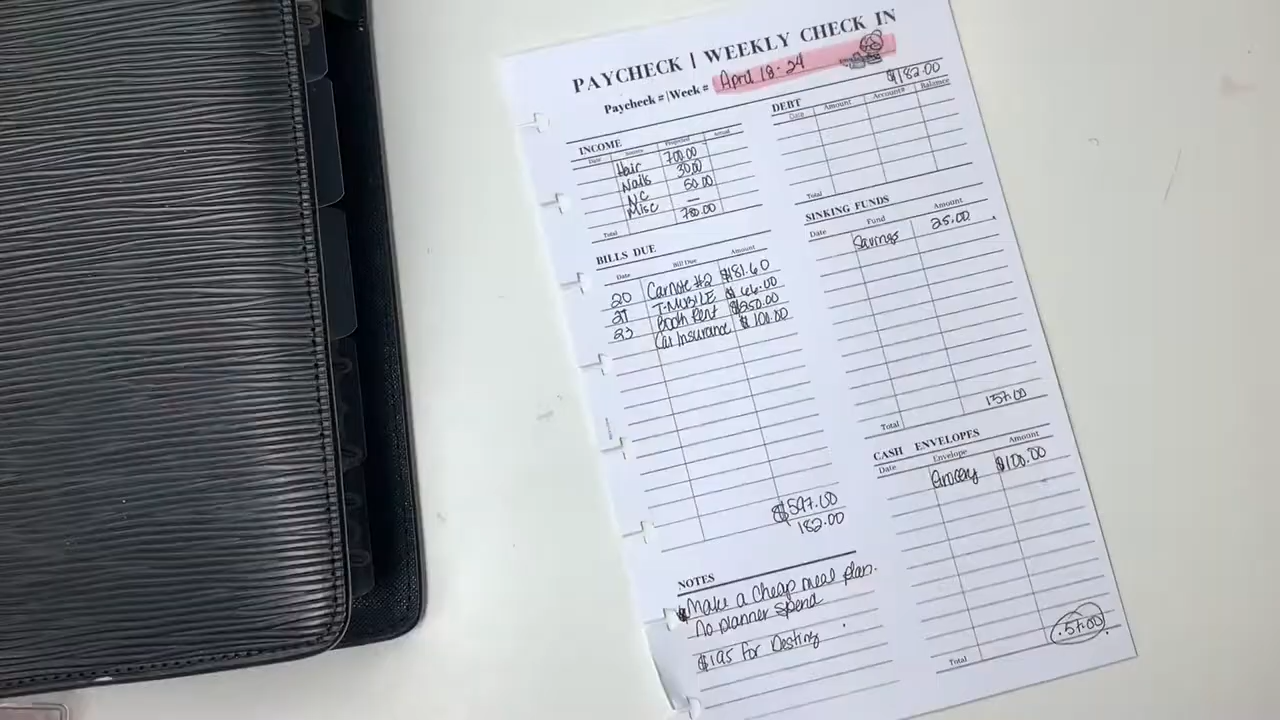 PAYCHECK | WEEKLY CHECK IN
Paycheck # | Week # April 18-24
INCOME
Date Source Projected Actual
Hair 700.00
Nails 30.00
NC 50.00
Misc —
Total 780.00
BILLS DUE
Date Bill Due Amount
20 Carnote #2 $181.60
21 T-MOBILE $66.00
23 Booth Rent $250.00
Car Insurance $100.00
$597.00
182.00
NOTES
Make a cheap meal plan.
No planner spend
$195 for Destiny
$182.00
DEBT
Date Amount Account# Balance
Total
SINKING FUNDS
Date Fund Amount
Savings 25.00
157.00
Total
CASH ENVELOPES
Date Envelope Amount
Grocery $100.00
57.00
Total